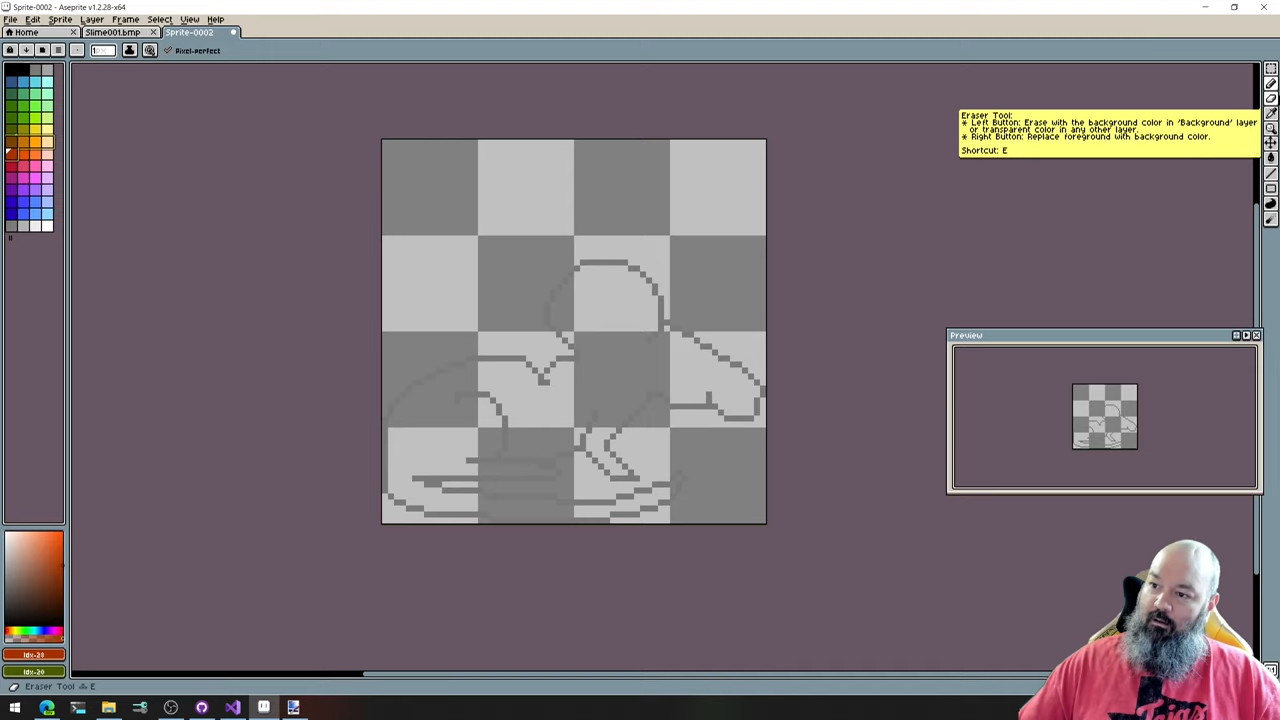 Sprite-0002 - Aseprite v1.2.28-x64
File Edit Sprite Layer Frame Select View Help
Home Slime001.bmp Sprite-0002
Pixel-perfect
Eraser Tool:
* Left Button: Erase with the background color in 'Background' layer
or transparent color in any other layer.
* Right Button: Replace foreground with background color.
Shortcut: E
Preview
Idx-28
Idx-20
Eraser Tool E